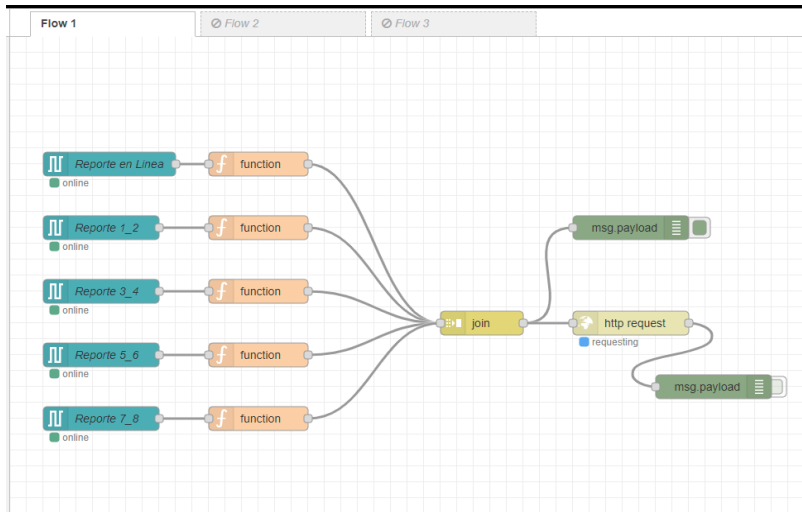 Flow 1
Flow 2
Flow 3
Reporte en Linea
function
online
Reporte 1_2
function
msg.payload
online
Reporte 3_4
function
join
http request
online
requesting
Reporte 5_6
function
online
msg.payload
Reporte 7_8
function
online